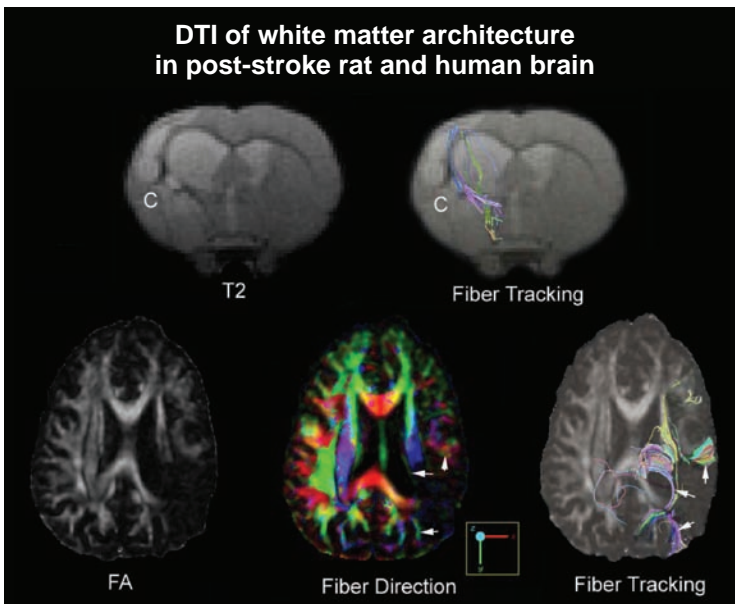 DTI of white matter architecture
in post-stroke rat and human brain
C
T2
C
Fiber Tracking
FA
Fiber Direction
z
x
y
Fiber Tracking